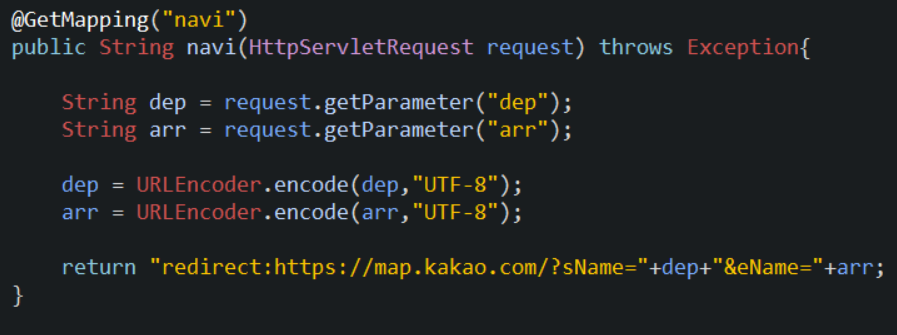 @GetMapping("navi")
public String navi(HttpServletRequest request) throws Exception{
String dep = request.getParameter("dep");
String arr = request.getParameter("arr");
dep = URLEncoder.encode(dep,"UTF-8");
arr = URLEncoder.encode(arr,"UTF-8");
return "redirect:https://map.kakao.com/?sName="+dep+"&eName="+arr;
}